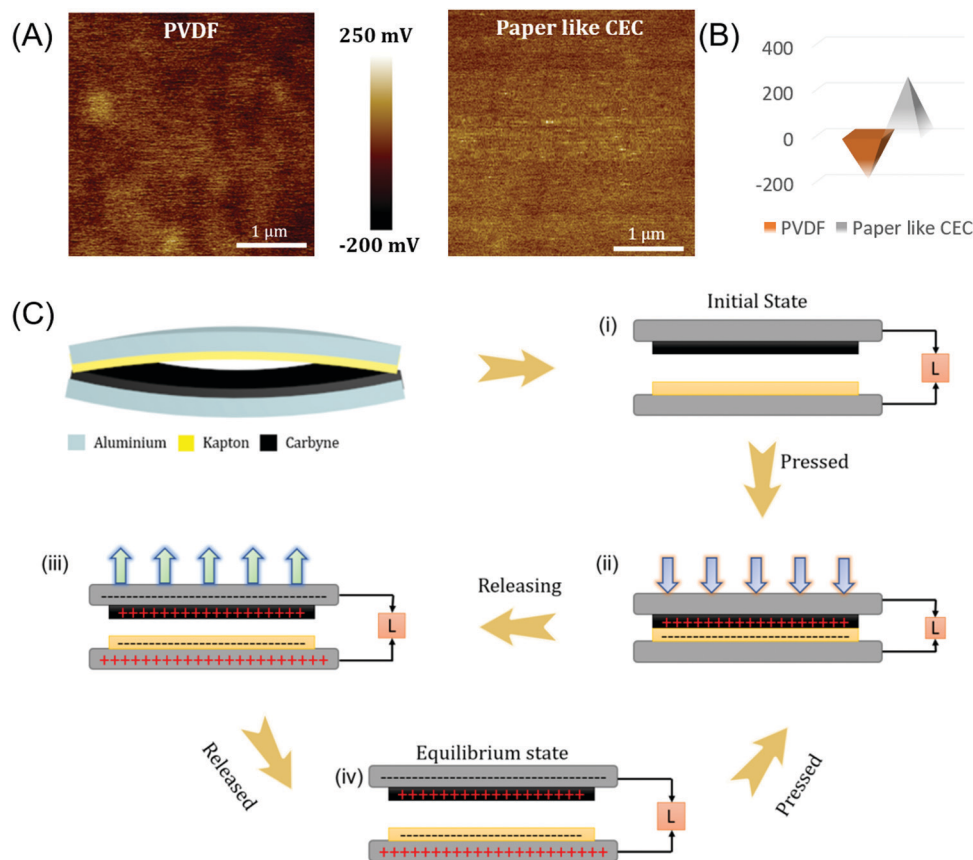 (A)
PVDF
250 mV
-200 mV
1 μm
Paper like CEC
1 μm
(B)
400
200
0
-200
PVDF
Paper like CEC
(C)
Aluminium
Kapton
Carbyne
Initial State
(i)
L
Pressed
(iii)
-----------------
+++++++++++++++
---------------
++++++++++++++++++
L
Releasing
(ii)
+++++++++++++++
---------------
L
Released
Equilibrium state
(iv)
-----------------
+++++++++++++++
---------------
++++++++++++++++++
L
Pressed